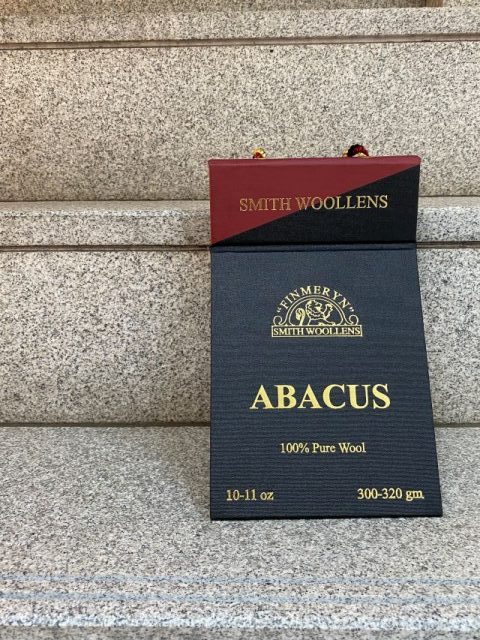 SMITH WOOLLENS
"FINMERYN"
SMITH WOOLLENS
ABACUS
100% Pure Wool
10-11 oz 300-320 gm